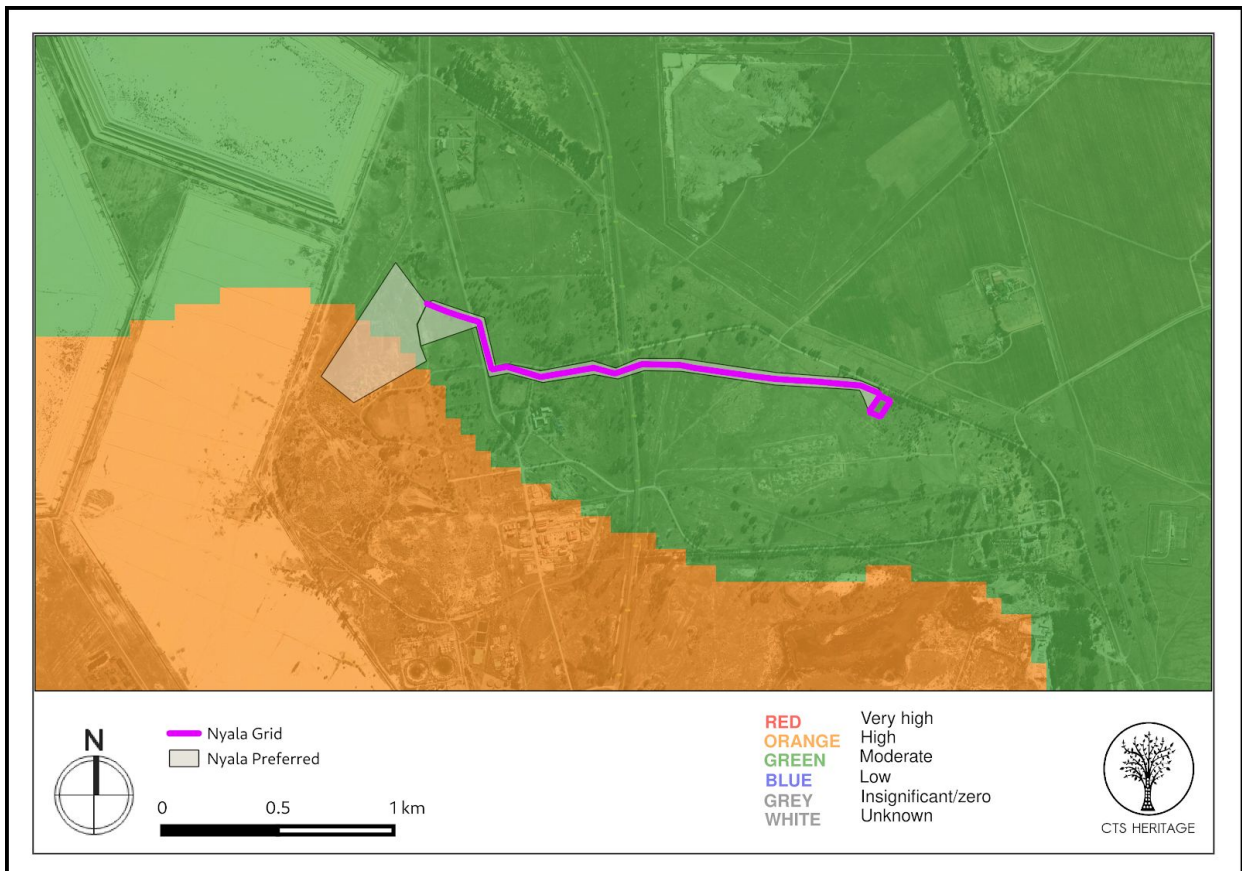 N
Nyala Grid
Nyala Preferred
0 0.5 1 km
RED Very high
ORANGE High
GREEN Moderate
BLUE Low
GREY Insignificant/zero
WHITE Unknown
CTS HERITAGE